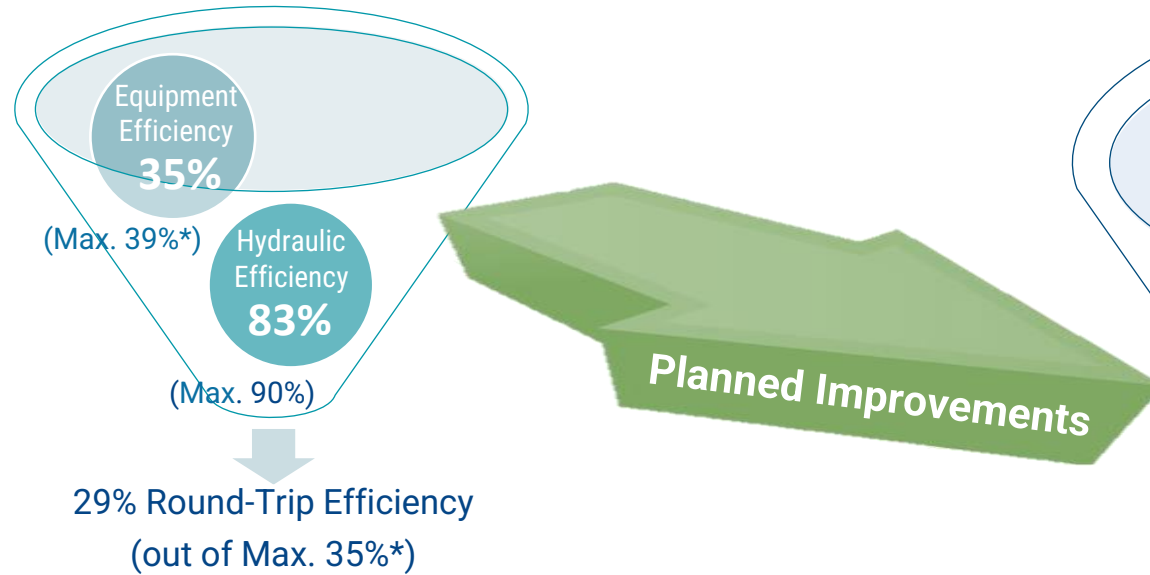 Equipment
Efficiency
35%
(Max. 39%*)
Hydraulic
Efficiency
83%
(Max. 90%)
29% Round-Trip Efficiency
(out of Max. 35%*)
Planned Improvements